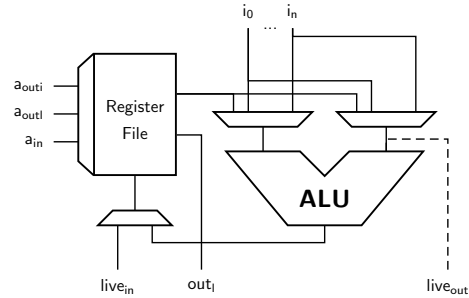 i₀ ... iₙ
a_outi
a_outl
a_in
Register
File
ALU
live_in
out_l
live_out